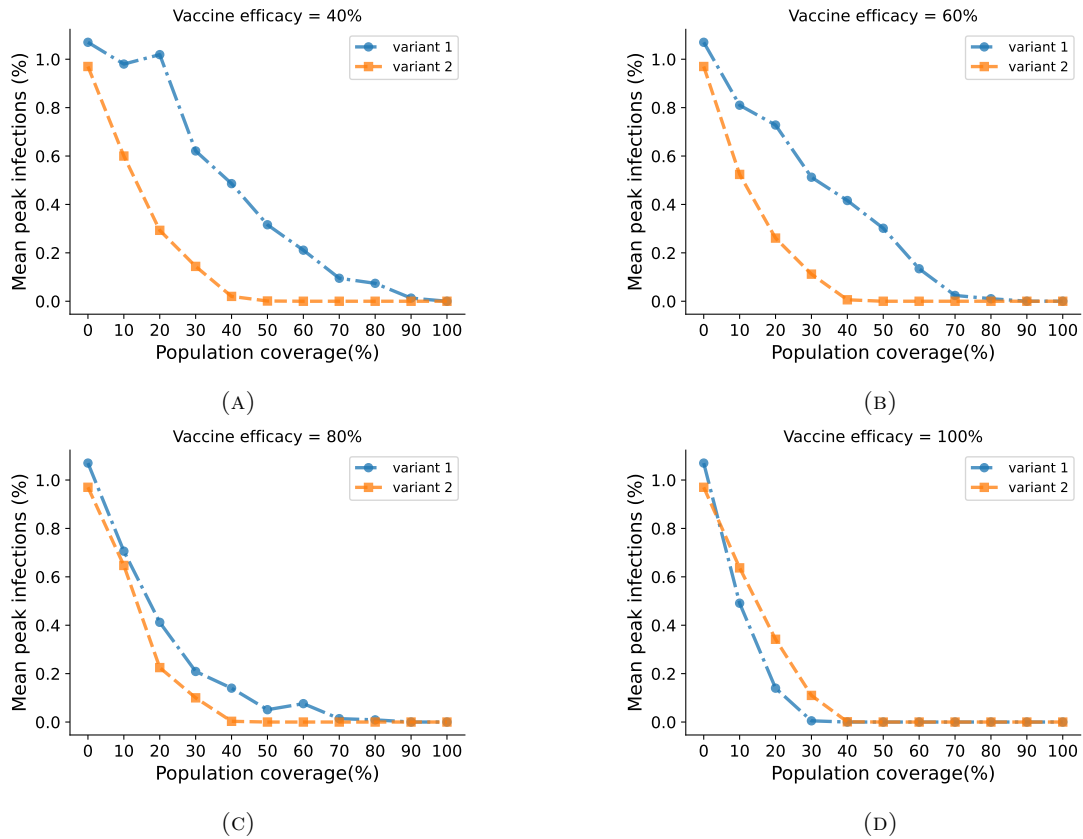 Vaccine efficacy = 40%
variant 1
variant 2
Mean peak infections (%)
1.0
0.8
0.6
0.4
0.2
0.0
0 10 20 30 40 50 60 70 80 90 100
Population coverage(%)
(A)
Vaccine efficacy = 60%
variant 1
variant 2
Mean peak infections (%)
1.0
0.8
0.6
0.4
0.2
0.0
0 10 20 30 40 50 60 70 80 90 100
Population coverage(%)
(B)
Vaccine efficacy = 80%
variant 1
variant 2
Mean peak infections (%)
1.0
0.8
0.6
0.4
0.2
0.0
0 10 20 30 40 50 60 70 80 90 100
Population coverage(%)
(C)
Vaccine efficacy = 100%
variant 1
variant 2
Mean peak infections (%)
1.0
0.8
0.6
0.4
0.2
0.0
0 10 20 30 40 50 60 70 80 90 100
Population coverage(%)
(D)